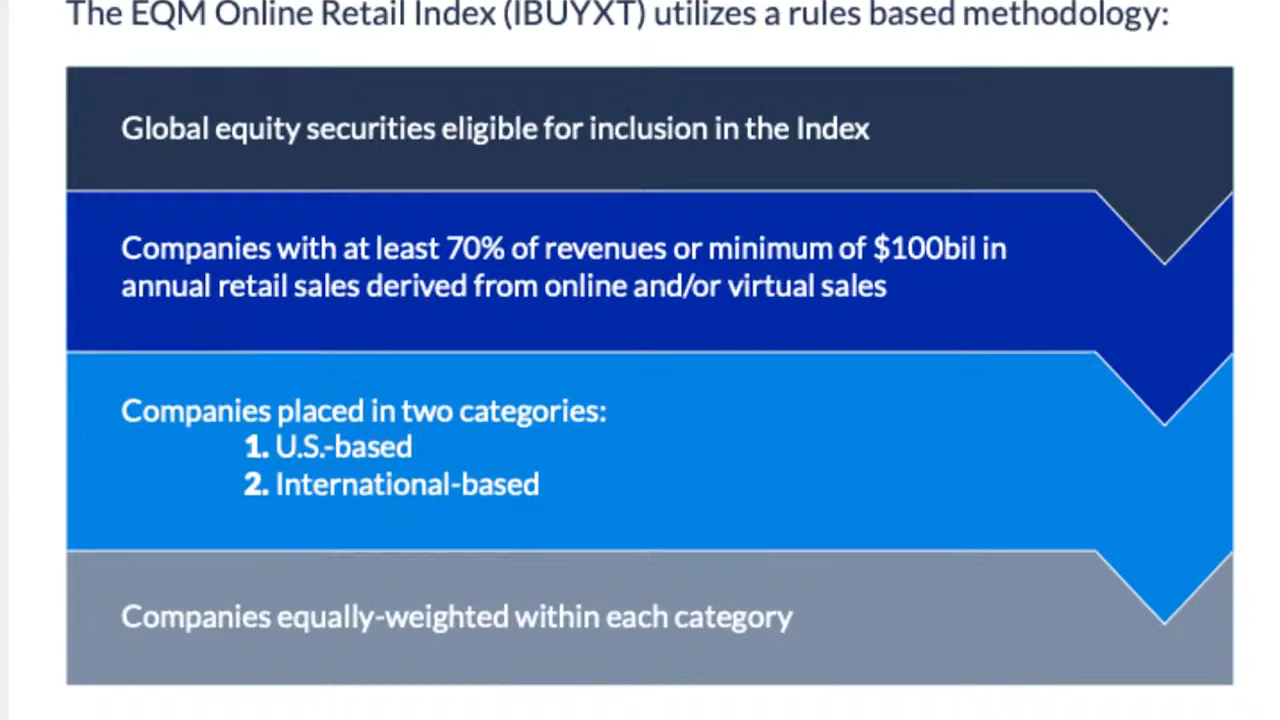 The EQM Online Retail Index (IBUYXT) utilizes a rules based methodology:
Global equity securities eligible for inclusion in the Index
Companies with at least 70% of revenues or minimum of $100bil in
annual retail sales derived from online and/or virtual sales
Companies placed in two categories:
1. U.S.-based
2. International-based
Companies equally-weighted within each category